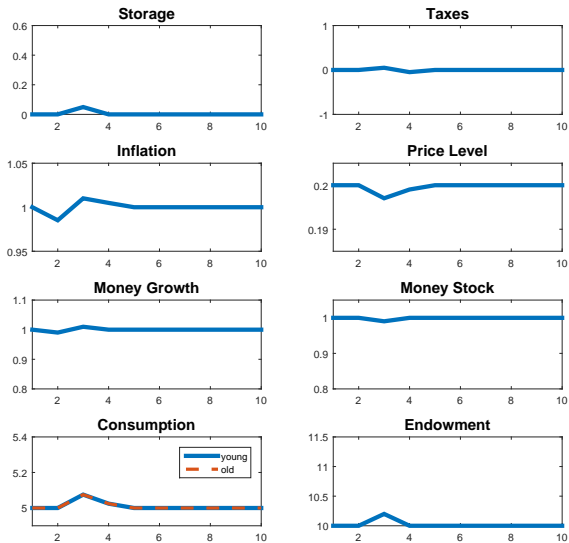 Storage
0.6
0.4
0.2
0
2 4 6 8 10
Taxes
1
0
-1
2 4 6 8 10
Inflation
1.05
1
0.95
2 4 6 8 10
Price Level
0.2
0.19
2 4 6 8 10
Money Growth
1.1
1
0.9
0.8
2 4 6 8 10
Money Stock
1
0.9
0.8
2 4 6 8 10
Consumption
5.4
5.2
5
young
old
2 4 6 8 10
Endowment
11.5
11
10.5
10
2 4 6 8 10